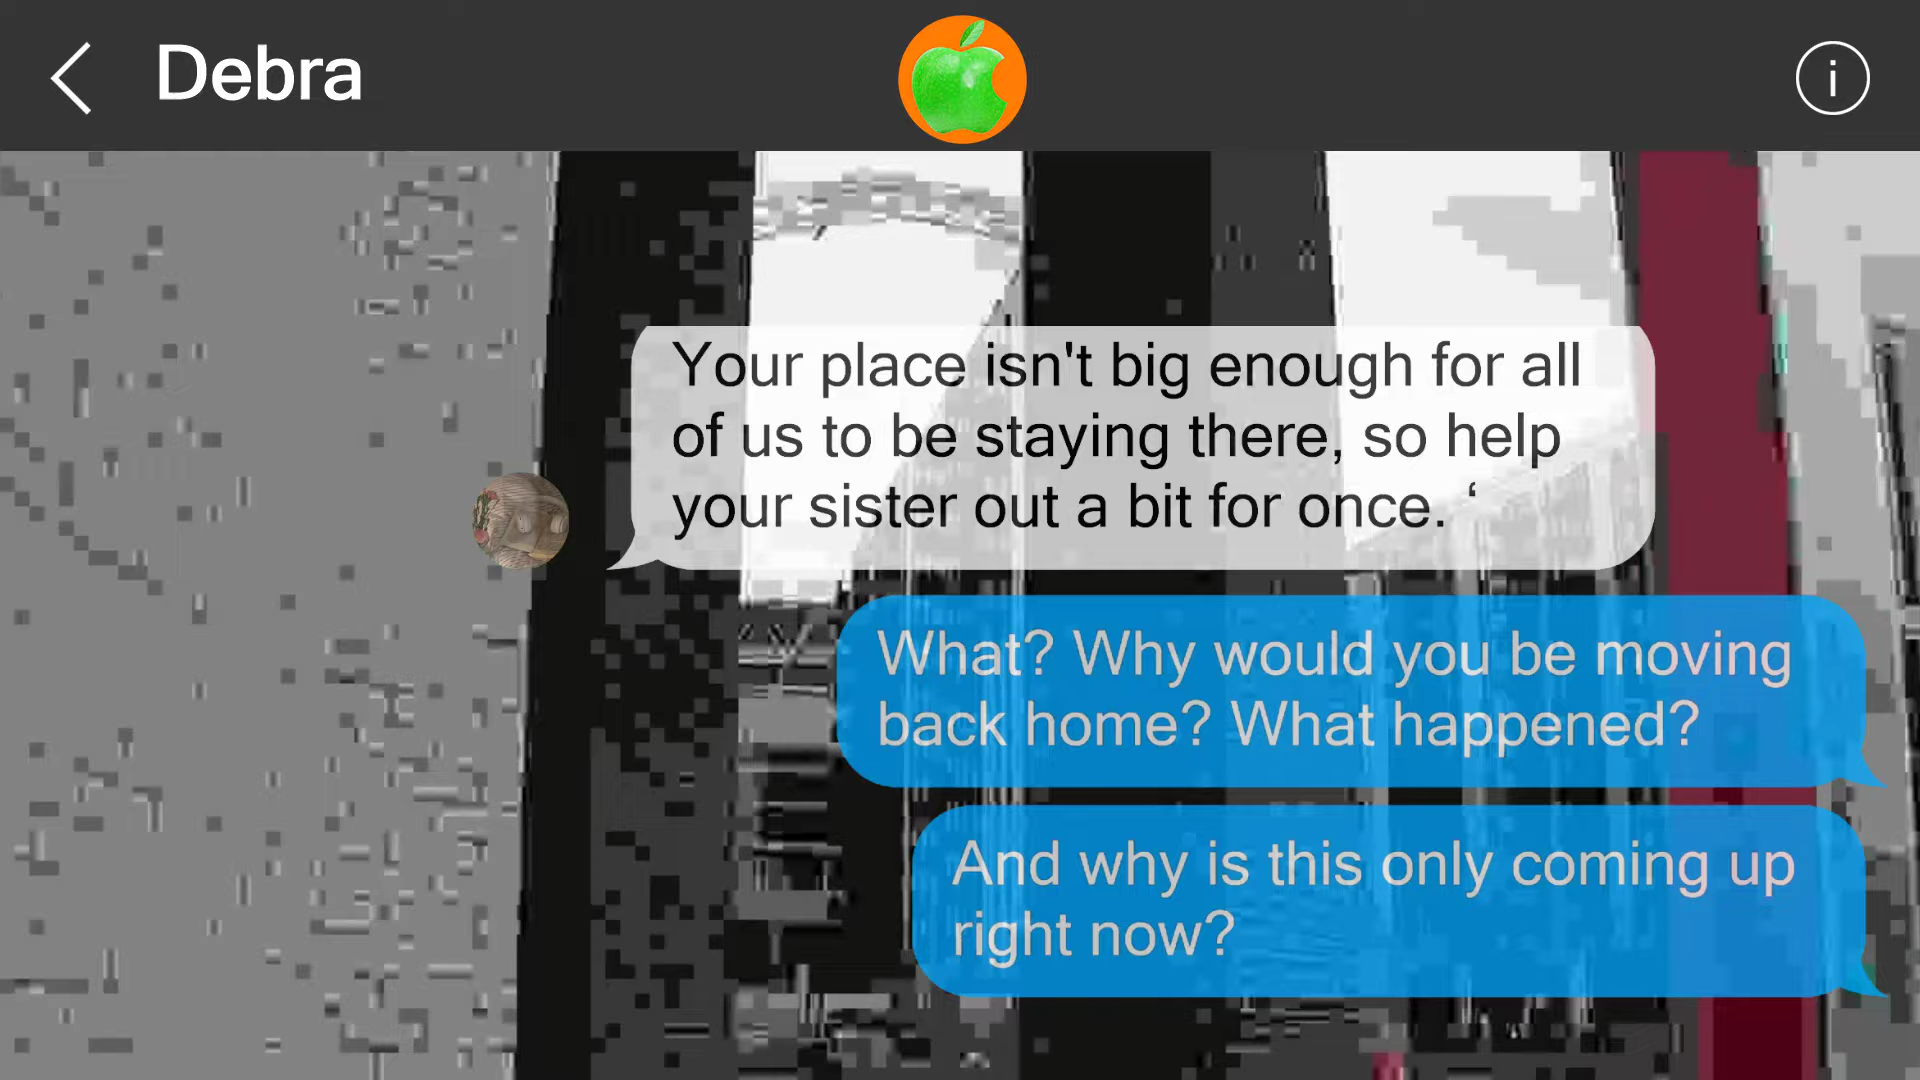 Debra
i
Your place isn't big enough for all
of us to be staying there, so help
your sister out a bit for once. ‘
What? Why would you be moving
back home? What happened?
And why is this only coming up
right now?